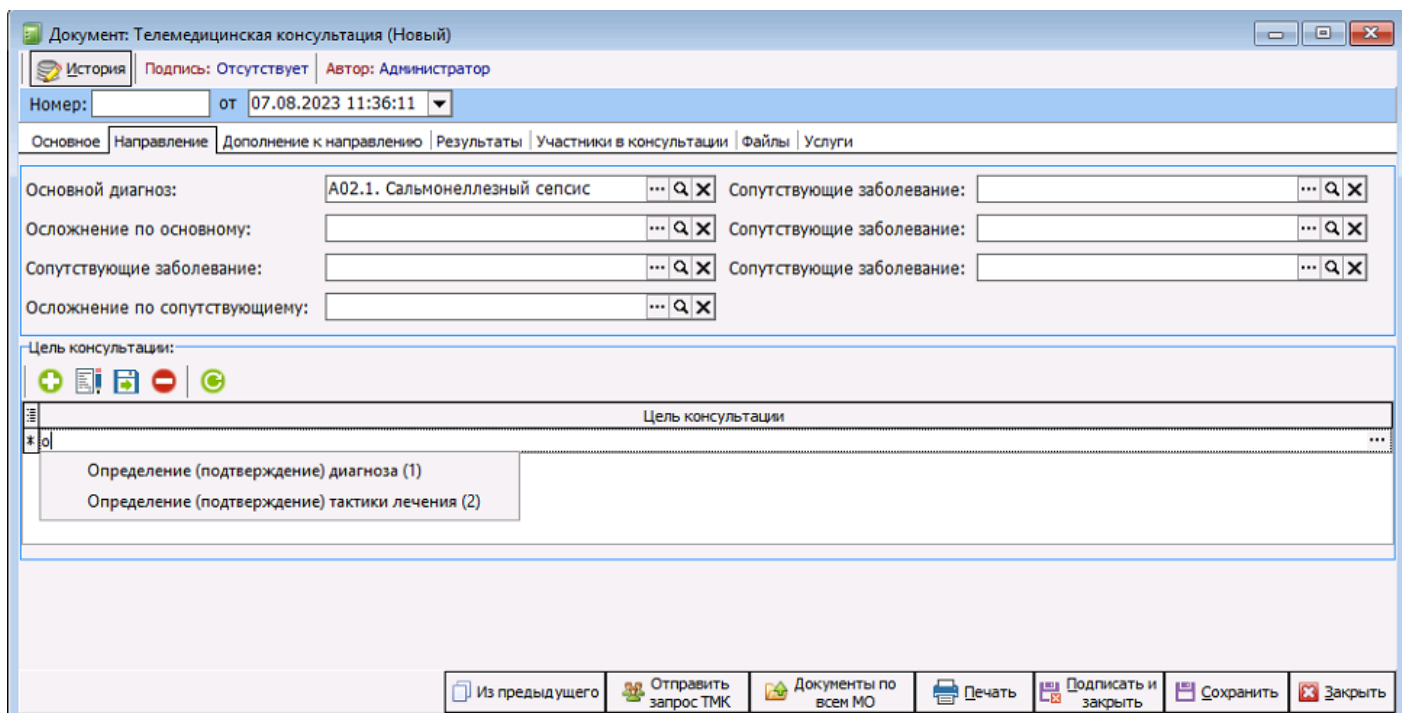 Документ: Телемедицинская консультация (Новый)
История Подпись: Отсутствует Автор: Администратор
Номер: от 07.08.2023 11:36:11
Основное Направление Дополнение к направлению Результаты Участники в консультации Файлы Услуги
Основной диагноз: A02.1. Сальмонеллезный сепсис Сопутствующие заболевание:
Осложнение по основному: Сопутствующие заболевание:
Сопутствующие заболевание: Сопутствующие заболевание:
Осложнение по сопутствующиему:
Цель консультации:
Цель консультации
* о ...
Определение (подтверждение) диагноза (1)
Определение (подтверждение) тактики лечения (2)
Из предыдущего Отправить запрос ТМК Документы по всем МО Печать Подписать и закрыть Сохранить Закрыть